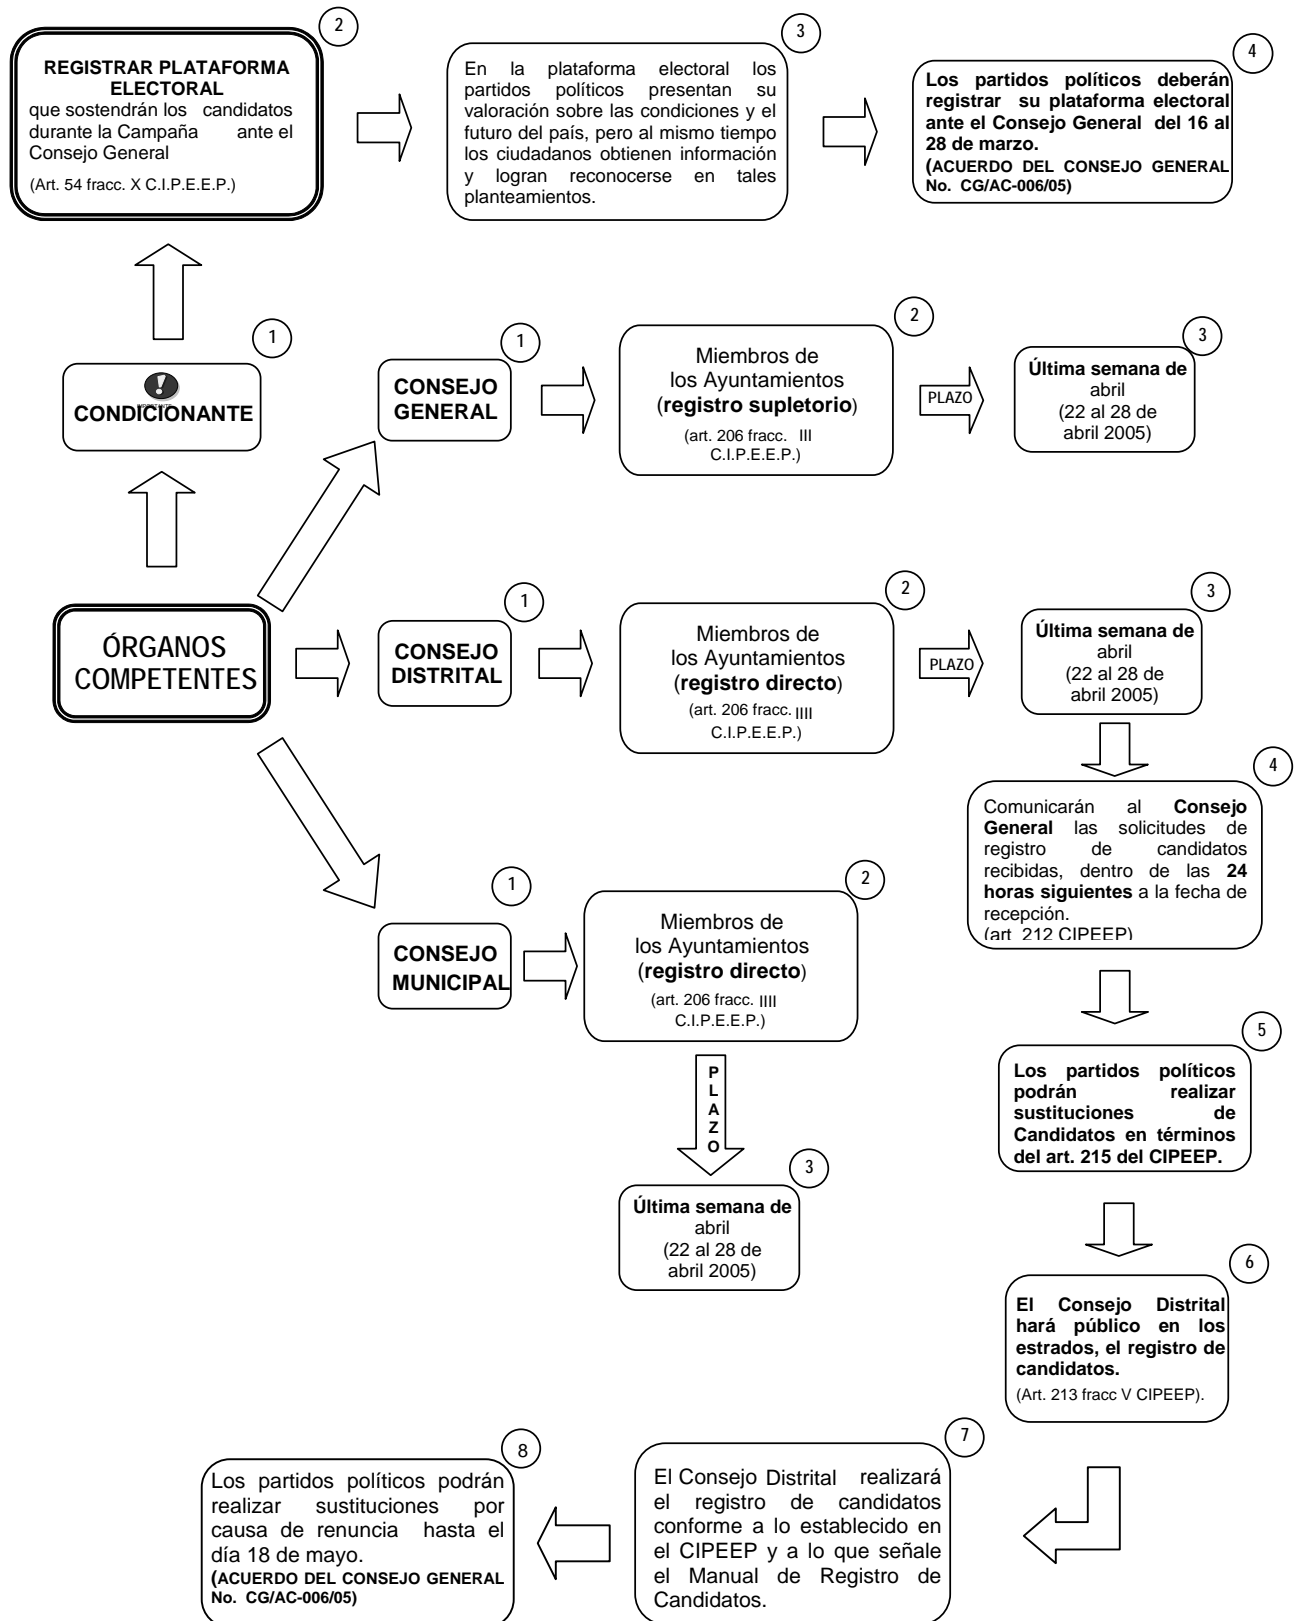 2
REGISTRAR PLATAFORMA
ELECTORAL
que sostendrán los candidatos
durante la Campaña ante el
Consejo General
(Art. 54 fracc. X C.I.P.E.E.P.)
3
En la plataforma electoral los
partidos políticos presentan su
valoración sobre las condiciones y el
futuro del país, pero al mismo tiempo
los ciudadanos obtienen información
y logran reconocerse en tales
planteamientos.
4
Los partidos políticos deberán
registrar su plataforma electoral
ante el Consejo General del 16 al
28 de marzo.
(ACUERDO DEL CONSEJO GENERAL
No. CG/AC-006/05)
1
CONDICIONANTE
1
CONSEJO
GENERAL
2
Miembros de
los Ayuntamientos
(registro supletorio)
(art. 206 fracc. III
C.I.P.E.E.P.)
PLAZO
3
Última semana de
abril
(22 al 28 de
abril 2005)
ÓRGANOS
COMPETENTES
1
CONSEJO
DISTRITAL
2
Miembros de
los Ayuntamientos
(registro directo)
(art. 206 fracc. IIII
C.I.P.E.E.P.)
PLAZO
3
Última semana de
abril
(22 al 28 de
abril 2005)
4
Comunicarán al Consejo
General las solicitudes de
registro de candidatos
recibidas, dentro de las 24
horas siguientes a la fecha de
recepción.
(art. 212 CIPEEP)
1
CONSEJO
MUNICIPAL
2
Miembros de
los Ayuntamientos
(registro directo)
(art. 206 fracc. IIII
C.I.P.E.E.P.)
PLAZO
3
Última semana de
abril
(22 al 28 de
abril 2005)
5
Los partidos políticos
podrán realizar
sustituciones de
Candidatos en términos
del art. 215 del CIPEEP.
6
El Consejo Distrital
hará público en los
estrados, el registro de
candidatos.
(Art. 213 fracc V CIPEEP).
7
El Consejo Distrital realizará
el registro de candidatos
conforme a lo establecido en
el CIPEEP y a lo que señale
el Manual de Registro de
Candidatos.
8
Los partidos políticos podrán
realizar sustituciones por
causa de renuncia hasta el
día 18 de mayo.
(ACUERDO DEL CONSEJO GENERAL
No. CG/AC-006/05)